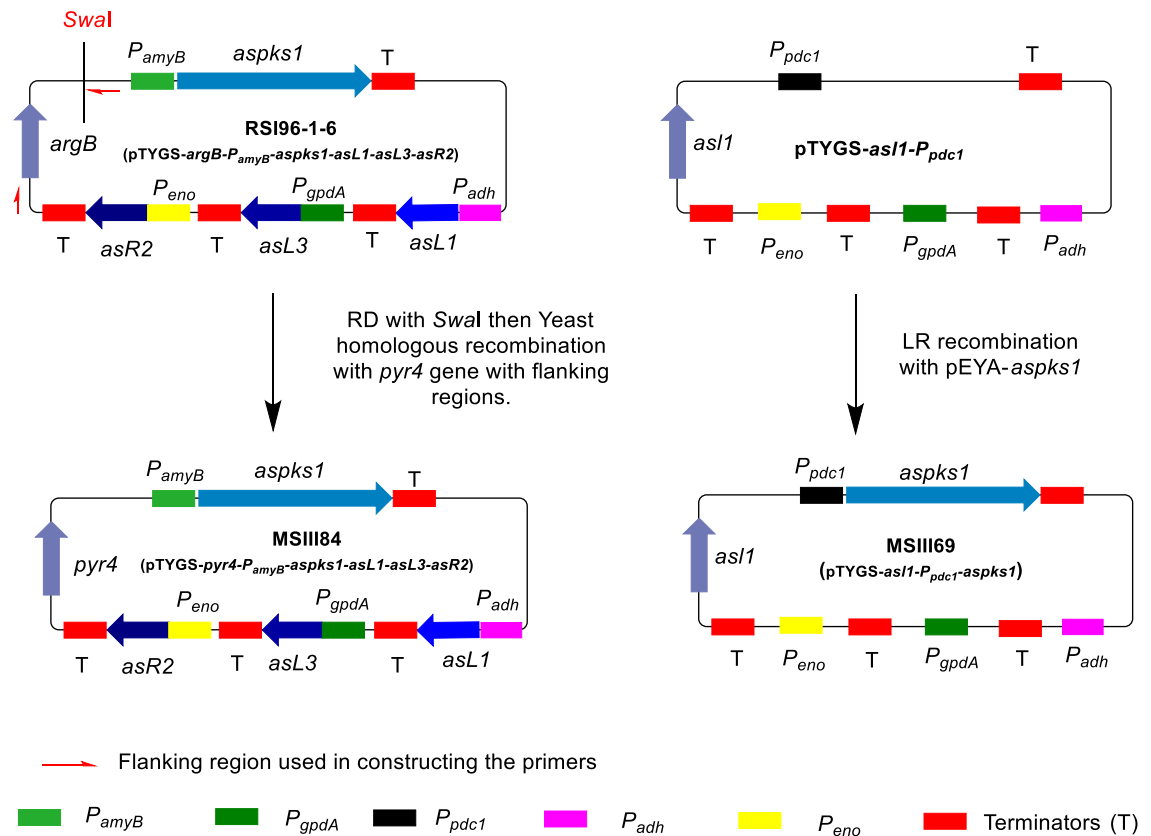 SwaI
PamyB
aspks1
T
argB
RSI96-1-6
(pTYGS-argB-PamyB-aspks1-asL1-asL3-asR2)
Peno
PgpdA
Padh
T
asR2
T
asL3
T
asL1
Ppdc1
T
asl1
pTYGS-asl1-Ppdc1
T
Peno
T
PgpdA
T
Padh
RD with SwaI then Yeast
homologous recombination
with pyr4 gene with flanking
regions.
LR recombination
with pEYA-aspks1
PamyB
aspks1
T
pyr4
MSIII84
(pTYGS-pyr4-PamyB-aspks1-asL1-asL3-asR2)
Peno
PgpdA
Padh
T
asR2
T
asL3
T
asL1
Ppdc1
aspks1
asl1
MSIII69
(pTYGS-asl1-Ppdc1-aspks1)
T
Peno
T
PgpdA
T
Padh
Flanking region used in constructing the primers
PamyB
PgpdA
Ppdc1
Padh
Peno
Terminators (T)